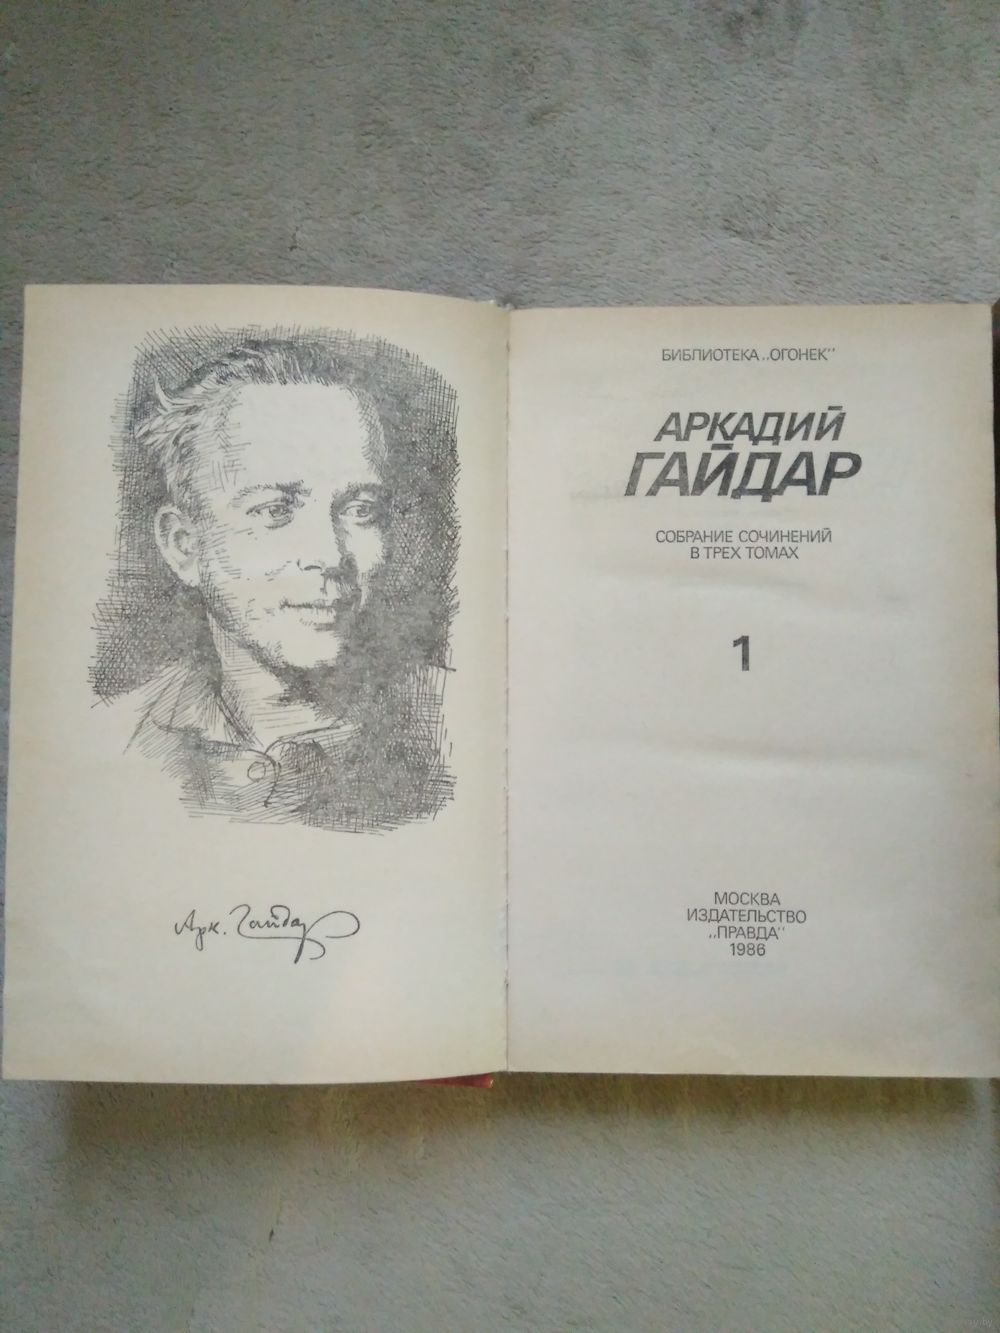 Арк. Гайдар
БИБЛИОТЕКА „ОГОНЕК"
АРКАДИЙ
ГАЙДАР
СОБРАНИЕ СОЧИНЕНИЙ
В ТРЕХ ТОМАХ
1
МОСКВА
ИЗДАТЕЛЬСТВО
„ПРАВДА"
1986